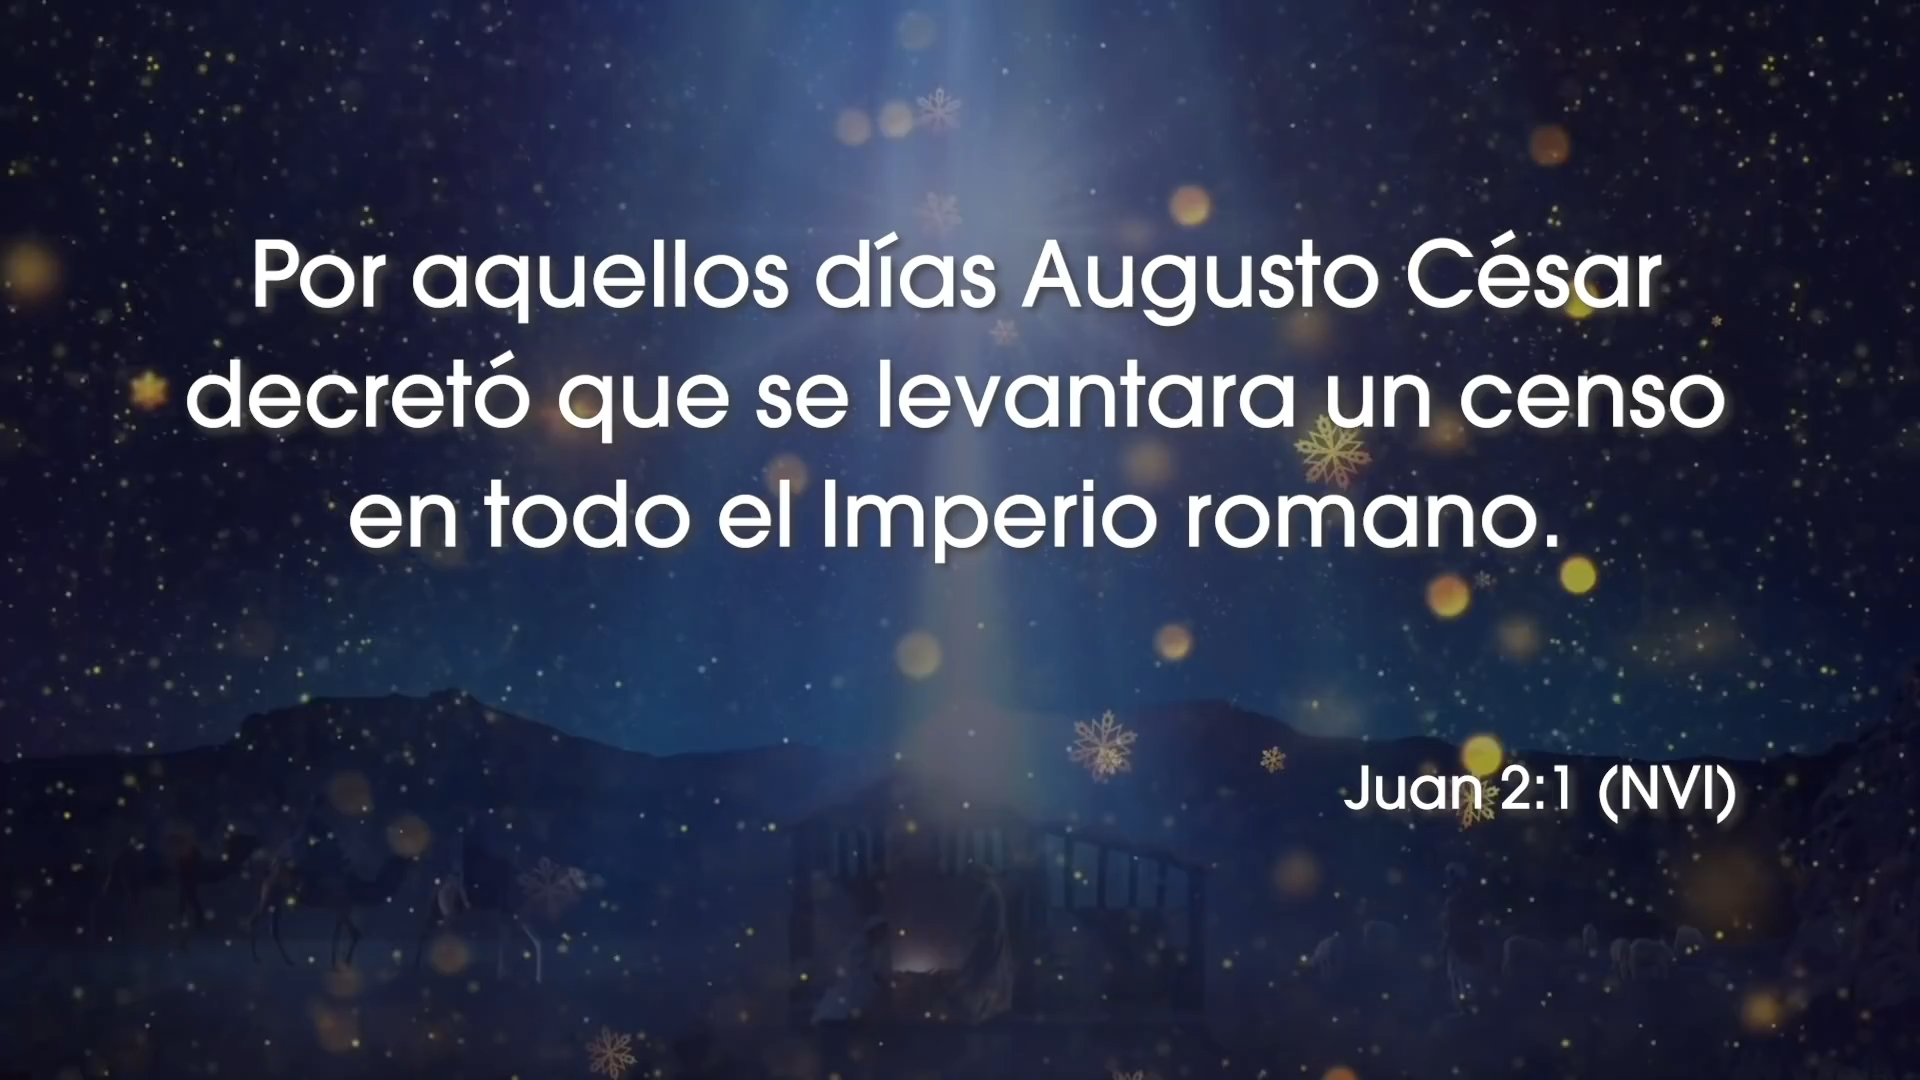 Por aquellos días Augusto César
decretó que se levantara un censo
en todo el Imperio romano.
Juan 2:1 (NVI)